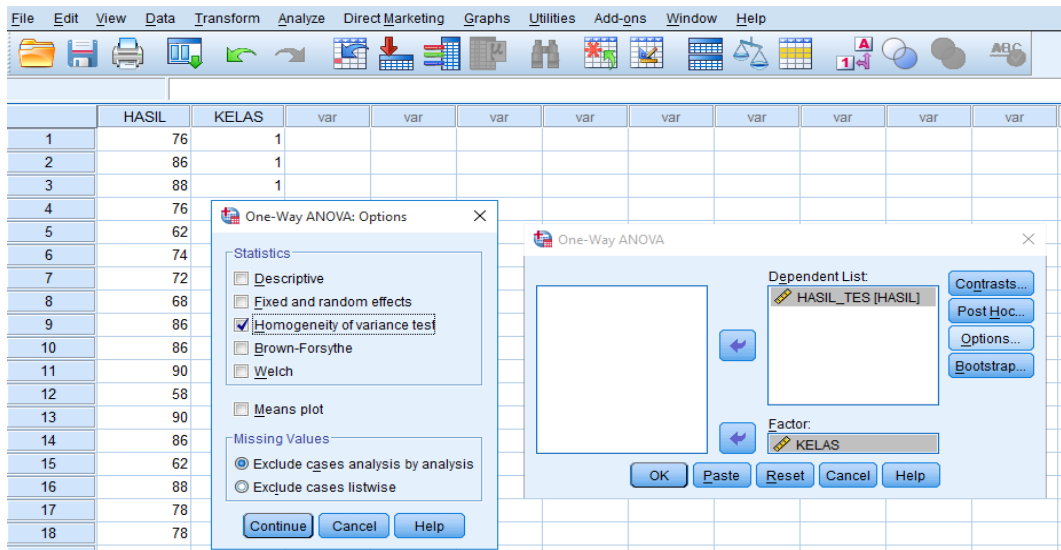 File Edit View Data Transform Analyze Direct Marketing Graphs Utilities Add-ons Window Help
HASIL KELAS var var var var var var var var var
1 76 1
2 86 1
3 88 1
4 76
5 62
6 74
7 72
8 68
9 86
10 86
11 90
12 58
13 90
14 86
15 62
16 88
17 78
18 78
One-Way ANOVA: Options
Statistics
Descriptive
Fixed and random effects
Homogeneity of variance test
Brown-Forsythe
Welch
Means plot
Missing Values
Exclude cases analysis by analysis
Exclude cases listwise
Continue Cancel Help
One-Way ANOVA
Dependent List:
HASIL_TES [HASIL]
Factor:
KELAS
Contrasts...
Post Hoc...
Options...
Bootstrap...
OK Paste Reset Cancel Help